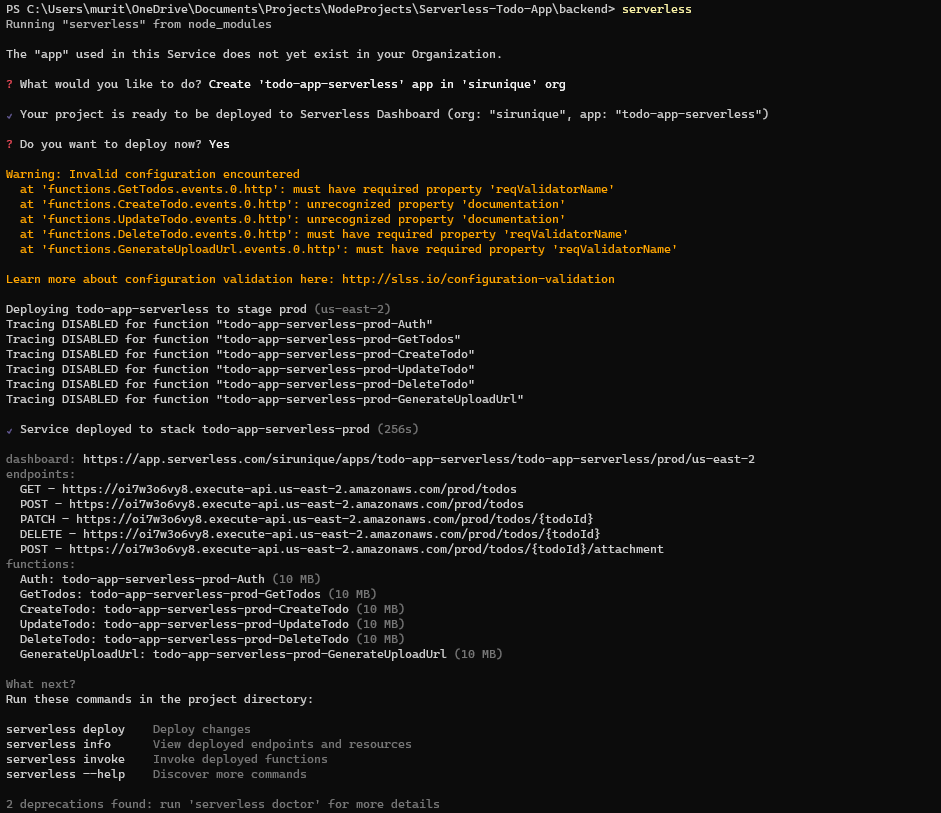 PS C:\Users\murit\OneDrive\Documents\Projects\NodeProjects\Serverless-Todo-App\backend> serverless
Running "serverless" from node_modules
The "app" used in this Service does not yet exist in your Organization.
? What would you like to do? Create 'todo-app-serverless' app in 'sirunique' org
✓ Your project is ready to be deployed to Serverless Dashboard (org: "sirunique", app: "todo-app-serverless")
? Do you want to deploy now? Yes
Warning: Invalid configuration encountered
  at 'functions.GetTodos.events.0.http': must have required property 'reqValidatorName'
  at 'functions.CreateTodo.events.0.http': unrecognized property 'documentation'
  at 'functions.UpdateTodo.events.0.http': unrecognized property 'documentation'
  at 'functions.DeleteTodo.events.0.http': must have required property 'reqValidatorName'
  at 'functions.GenerateUploadUrl.events.0.http': must have required property 'reqValidatorName'
Learn more about configuration validation here: http://slss.io/configuration-validation
Deploying todo-app-serverless to stage prod (us-east-2)
Tracing DISABLED for function "todo-app-serverless-prod-Auth"
Tracing DISABLED for function "todo-app-serverless-prod-GetTodos"
Tracing DISABLED for function "todo-app-serverless-prod-CreateTodo"
Tracing DISABLED for function "todo-app-serverless-prod-UpdateTodo"
Tracing DISABLED for function "todo-app-serverless-prod-DeleteTodo"
Tracing DISABLED for function "todo-app-serverless-prod-GenerateUploadUrl"
✓ Service deployed to stack todo-app-serverless-prod (256s)
dashboard: https://app.serverless.com/sirunique/apps/todo-app-serverless/todo-app-serverless/prod/us-east-2
endpoints:
  GET - https://oi7w3o6vy8.execute-api.us-east-2.amazonaws.com/prod/todos
  POST - https://oi7w3o6vy8.execute-api.us-east-2.amazonaws.com/prod/todos
  PATCH - https://oi7w3o6vy8.execute-api.us-east-2.amazonaws.com/prod/todos/{todoId}
  DELETE - https://oi7w3o6vy8.execute-api.us-east-2.amazonaws.com/prod/todos/{todoId}
  POST - https://oi7w3o6vy8.execute-api.us-east-2.amazonaws.com/prod/todos/{todoId}/attachment
functions:
  Auth: todo-app-serverless-prod-Auth (10 MB)
  GetTodos: todo-app-serverless-prod-GetTodos (10 MB)
  CreateTodo: todo-app-serverless-prod-CreateTodo (10 MB)
  UpdateTodo: todo-app-serverless-prod-UpdateTodo (10 MB)
  DeleteTodo: todo-app-serverless-prod-DeleteTodo (10 MB)
  GenerateUploadUrl: todo-app-serverless-prod-GenerateUploadUrl (10 MB)
What next?
Run these commands in the project directory:
serverless deploy    Deploy changes
serverless info      View deployed endpoints and resources
serverless invoke    Invoke deployed functions
serverless --help    Discover more commands
2 deprecations found: run 'serverless doctor' for more details